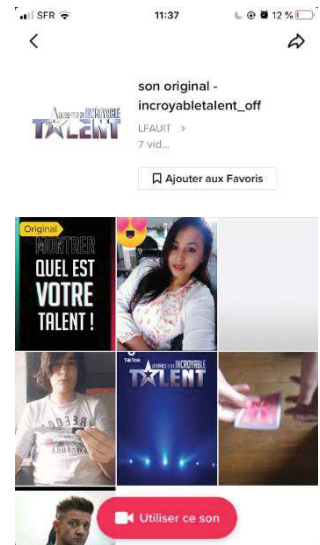 SFR 11:37 12 %
son original -
incroyabletalent_off
LFAUIT >
7 vid...
TALENT
Ajouter aux Favoris
Original
MONTRER
QUEL EST
VOTRE
TALENT !
TikTok
INCROYABLE
TALENT
Utiliser ce son